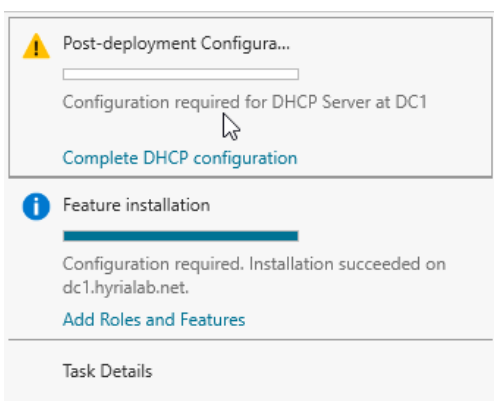 Post-deployment Configura...
Configuration required for DHCP Server at DC1
Complete DHCP configuration
Feature installation
Configuration required. Installation succeeded on
dc1.hyrialab.net.
Add Roles and Features
Task Details